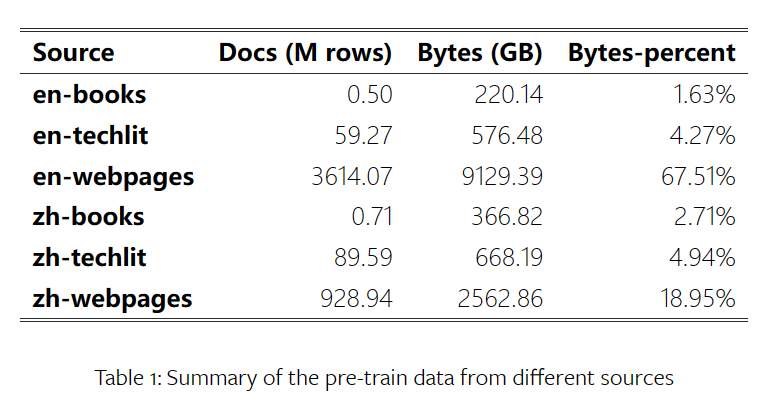 Source Docs (M rows) Bytes (GB) Bytes-percent
en-books 0.50 220.14 1.63%
en-techlit 59.27 576.48 4.27%
en-webpages 3614.07 9129.39 67.51%
zh-books 0.71 366.82 2.71%
zh-techlit 89.59 668.19 4.94%
zh-webpages 928.94 2562.86 18.95%
Table 1: Summary of the pre-train data from different sources